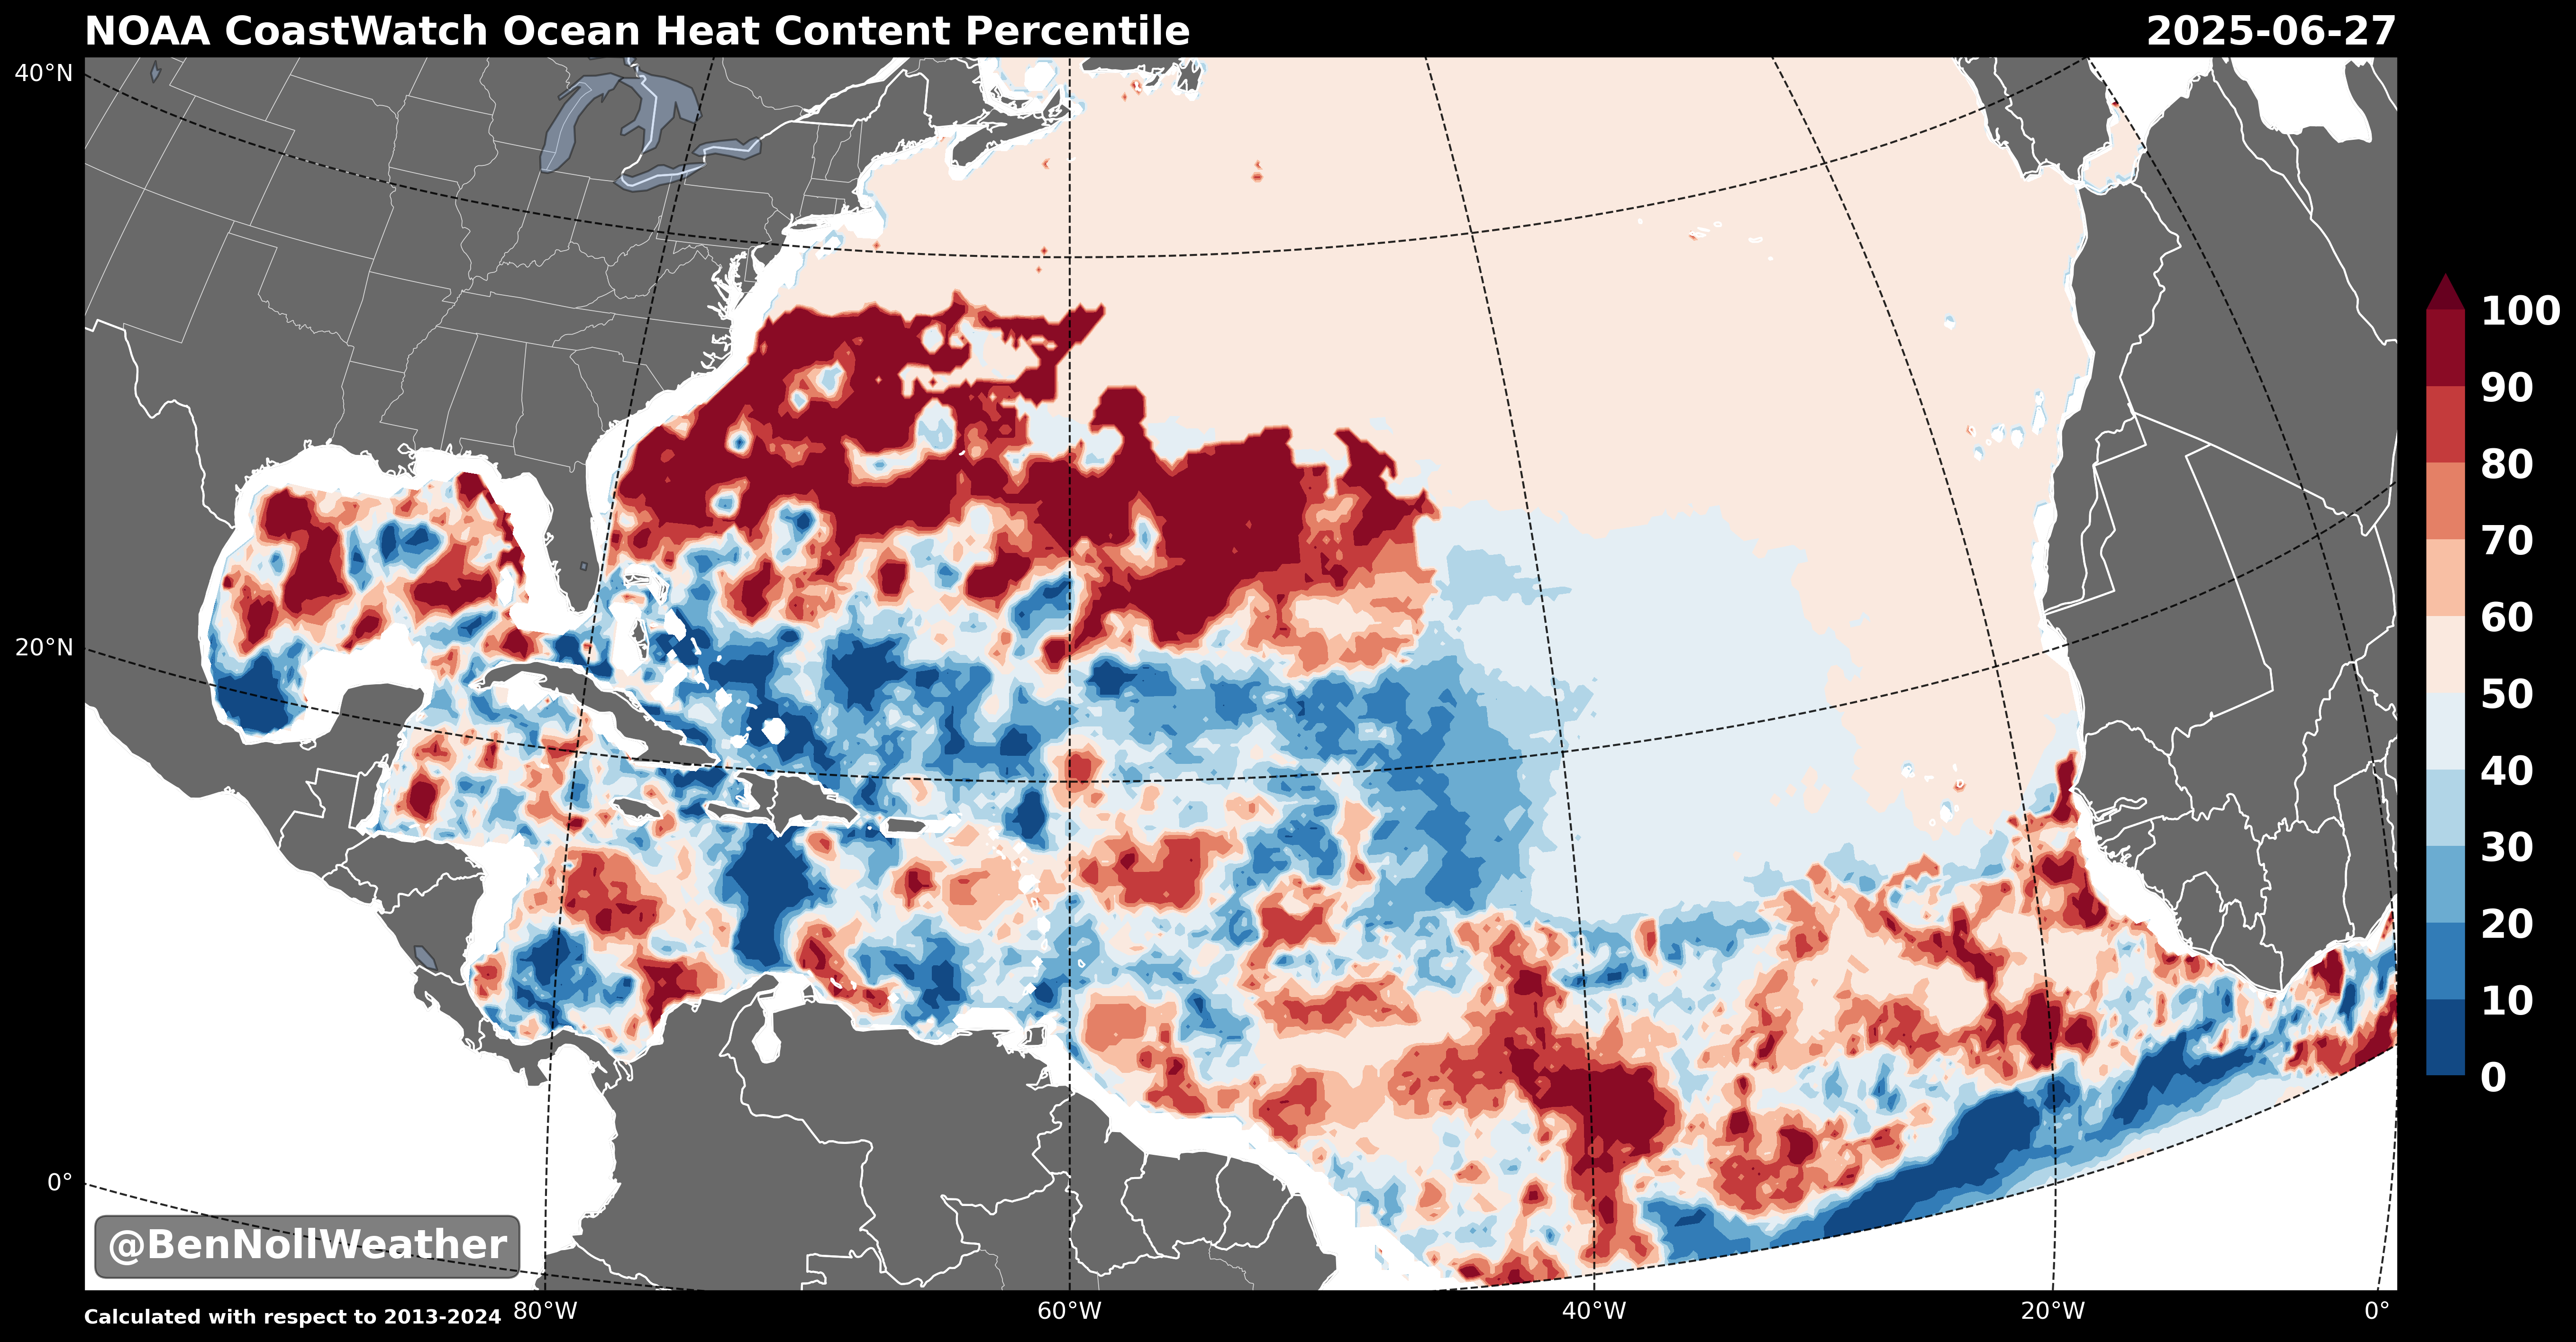 NOAA CoastWatch Ocean Heat Content Percentile 2025-06-27
40°N
20°N
0°
100
90
80
70
60
50
40
30
20
10
0
@BenNollWeather
Calculated with respect to 2013-2024
80°W 60°W 40°W 20°W 0°